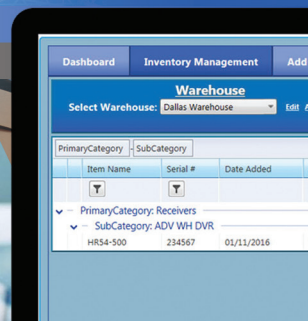 Dashboard Inventory Management Add
Warehouse
Select Warehouse: Dallas Warehouse Edit
PrimaryCategory - SubCategory
Item Name Serial # Date Added
PrimaryCategory: Receivers
SubCategory: ADV WH DVR
HR54-500 234567 01/11/2016